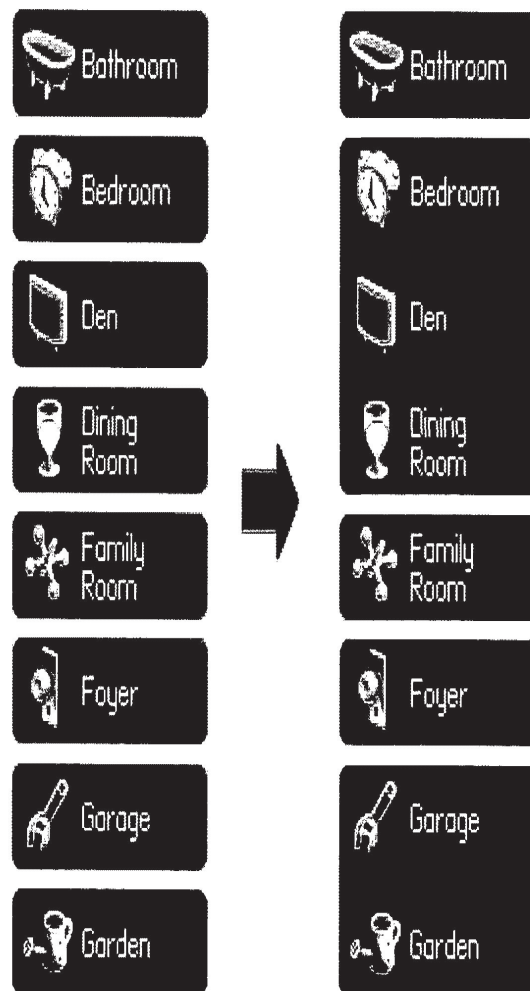 Bathroom
Bedroom
Den
Dining
Room
Family
Room
Foyer
Garage
Garden
Bathroom
Bedroom
Den
Dining
Room
Family
Room
Foyer
Garage
Garden